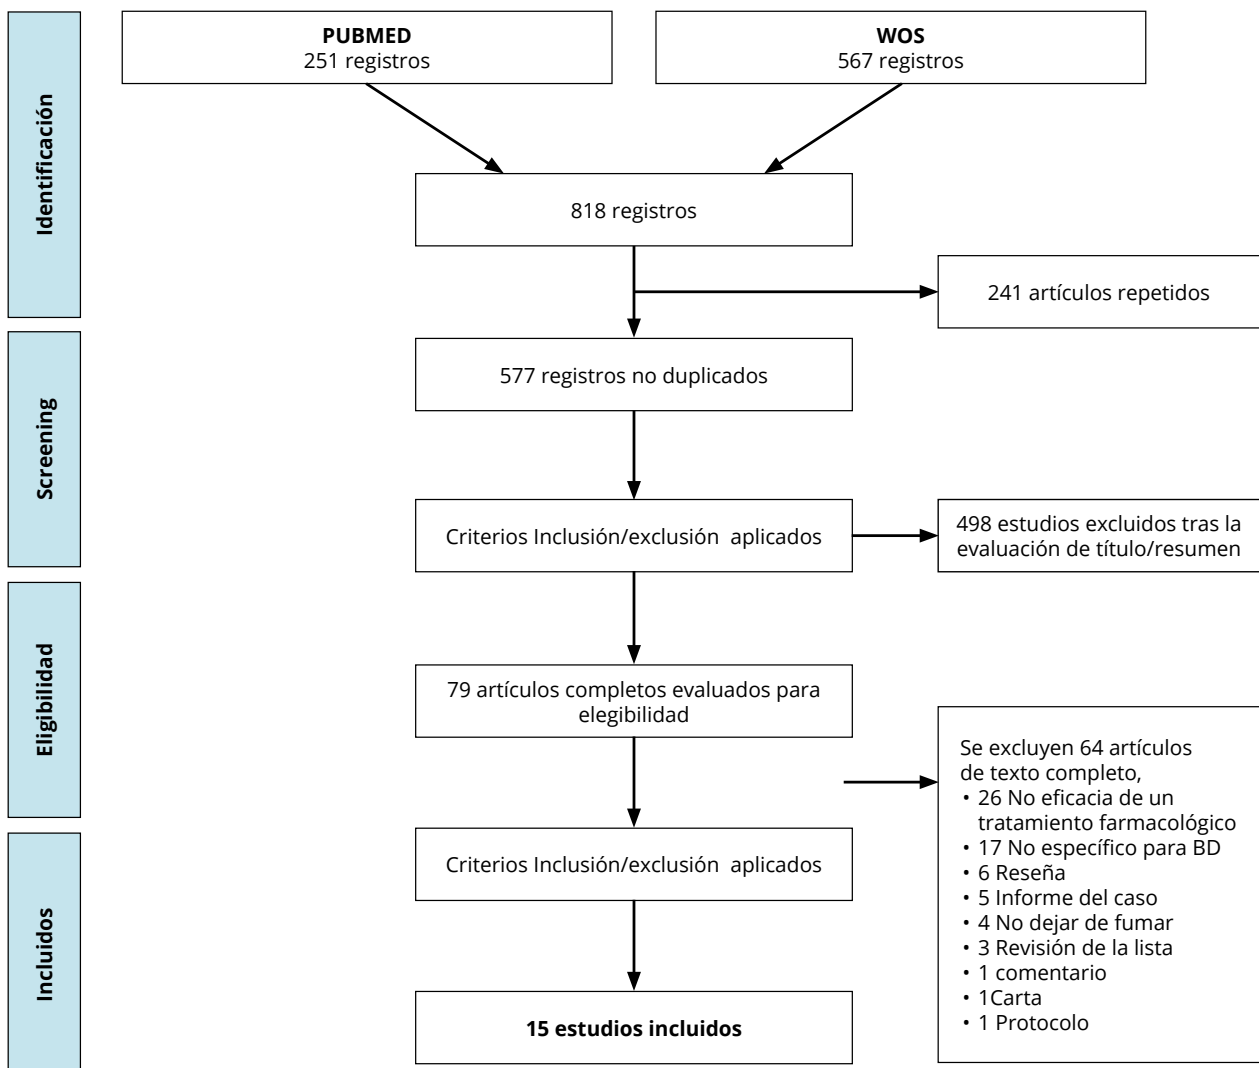 Identificación
PUBMED
251 registros
WOS
567 registros
818 registros
241 artículos repetidos
Screening
577 registros no duplicados
Criterios Inclusión/exclusión aplicados
498 estudios excluidos tras la
evaluación de título/resumen
Eligibilidad
79 artículos completos evaluados para
elegibilidad
Se excluyen 64 artículos
de texto completo,
• 26 No eficacia de un
tratamiento farmacológico
• 17 No específico para BD
• 6 Reseña
• 5 Informe del caso
• 4 No dejar de fumar
• 3 Revisión de la lista
• 1 comentario
• 1Carta
• 1 Protocolo
Incluidos
Criterios Inclusión/exclusión aplicados
15 estudios incluidos